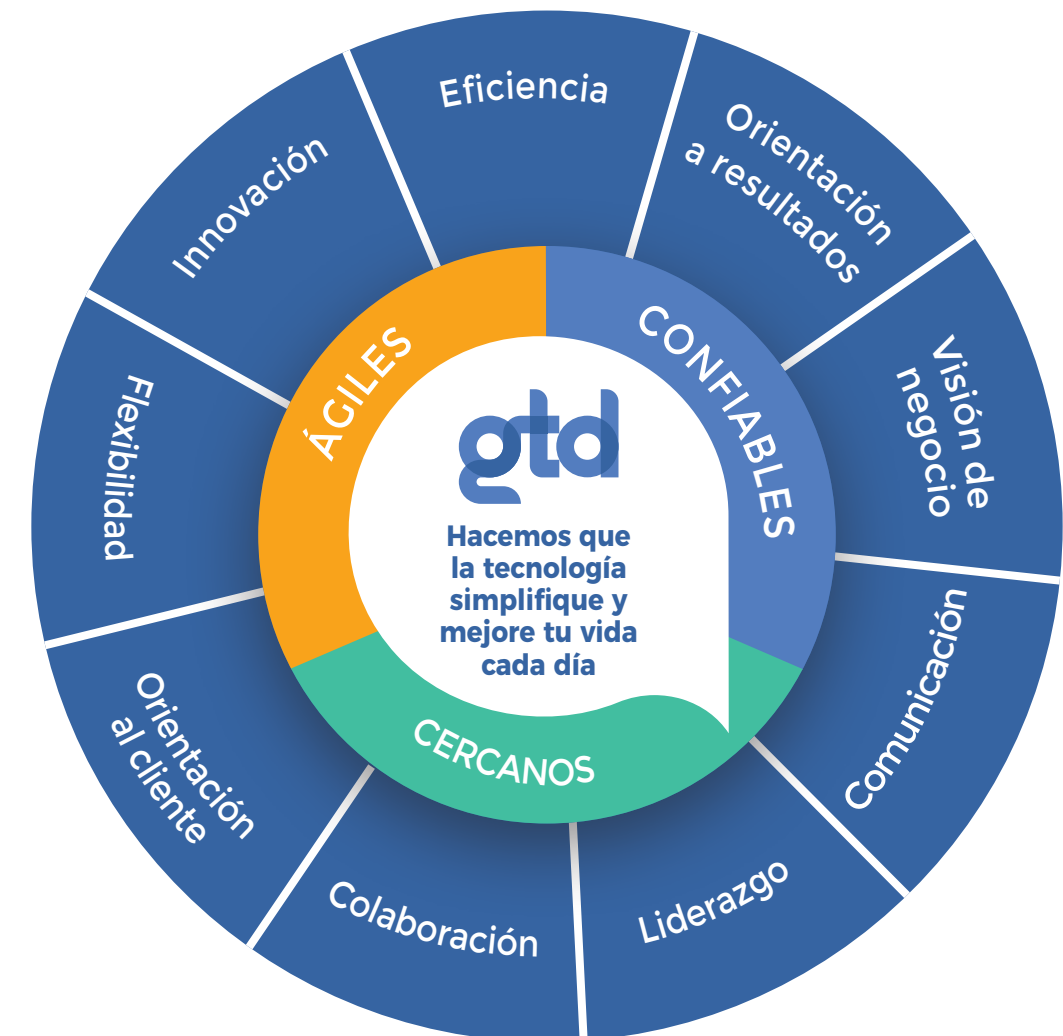 Eficiencia
Orientación
a resultados
Visión de
negocio
Comunicación
Liderazgo
Colaboración
Orientación
al cliente
Flexibilidad
Innovación
ÁGILES
CONFIABLES
CERCANOS
gtd
Hacemos que
la tecnología
simplifique y
mejore tu vida
cada día